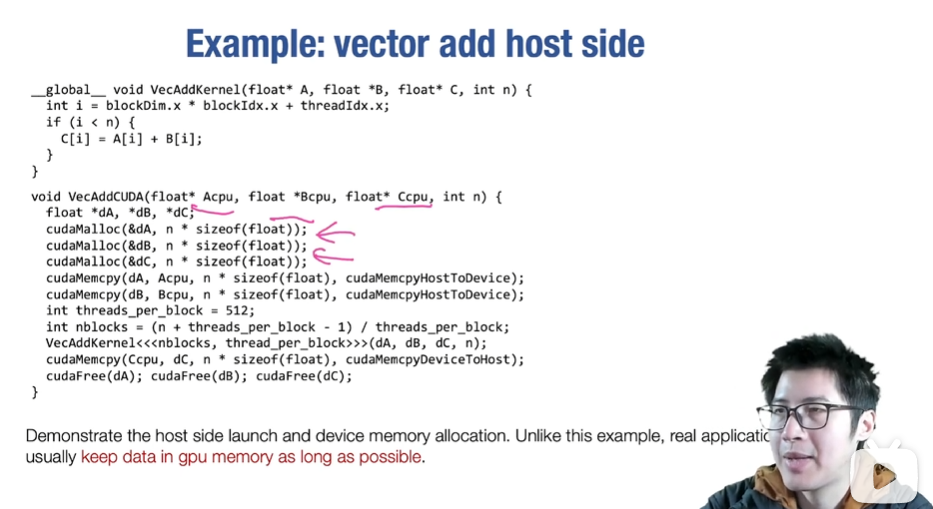 Example: vector add host side
__global__ void VecAddKernel(float* A, float *B, float* C, int n) {
int i = blockDim.x * blockIdx.x + threadIdx.x;
if (i < n) {
C[i] = A[i] + B[i];
}
}
void VecAddCUDA(float* Acpu, float *Bcpu, float* Ccpu, int n) {
float *dA, *dB, *dC;
cudaMalloc(&dA, n * sizeof(float));
cudaMalloc(&dB, n * sizeof(float));
cudaMalloc(&dC, n * sizeof(float));
cudaMemcpy(dA, Acpu, n * sizeof(float), cudaMemcpyHostToDevice);
cudaMemcpy(dB, Bcpu, n * sizeof(float), cudaMemcpyHostToDevice);
int threads_per_block = 512;
int nblocks = (n + threads_per_block - 1) / threads_per_block;
VecAddKernel<<<nblocks, thread_per_block>>>(dA, dB, dC, n);
cudaMemcpy(Ccpu, dC, n * sizeof(float), cudaMemcpyDeviceToHost);
cudaFree(dA); cudaFree(dB); cudaFree(dC);
}
Demonstrate the host side launch and device memory allocation. Unlike this example, real applicatio
usually keep data in gpu memory as long as possible.